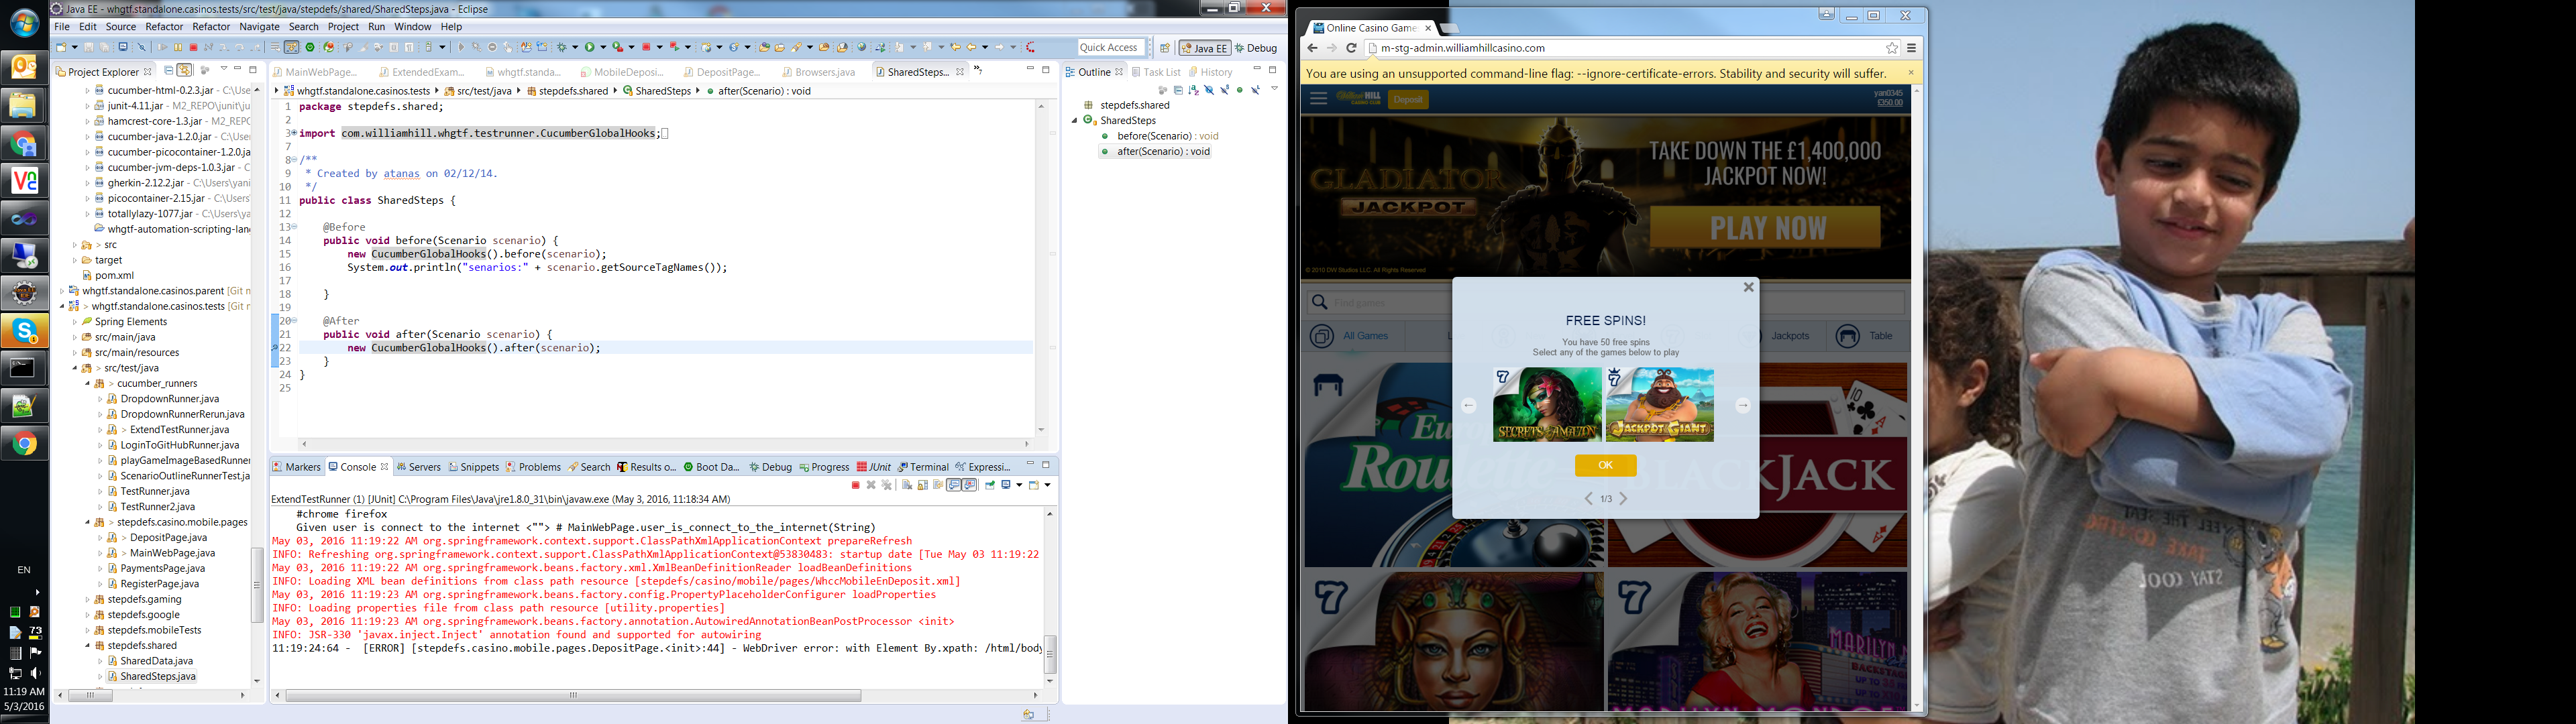 Java EE - whgtf.standalone.casinos.tests/src/test/java/stepdefs/shared/SharedSteps.java - Eclipse
File Edit Source Refactor Refactor Navigate Search Project Run Window Help
Quick Access Java EE Debug
Project Explorer
cucumber-html-0.2.3.jar - C:\Use
junit-4.11.jar - M2_REPO\junit\ju
hamcrest-core-1.3.jar - M2_REPO
cucumber-java-1.2.0.jar - C:\User
cucumber-picocontainer-1.2.0.ja
cucumber-jvm-deps-1.0.3.jar - C
gherkin-2.12.2.jar - C:\Users\yani
picocontainer-2.15.jar - C:\Users
totallylazy-1077.jar - C:\Users\ya
whgtf-automation-scripting-lan
> src
target
pom.xml
whgtf.standalone.casinos.parent [Git m
> whgtf.standalone.casinos.tests [Git r
Spring Elements
src/main/java
src/main/resources
> src/test/java
> cucumber_runners
DropdownRunner.java
DropdownRunnerRerun.java
> ExtendTestRunner.java
LoginToGitHubRunner.java
playGameImageBasedRunner
ScenarioOutlineRunnerTest.ja
TestRunner.java
TestRunner2.java
> stepdefs.casino.mobile.pages
> DepositPage.java
> MainWebPage.java
PaymentsPage.java
RegisterPage.java
stepdefs.gaming
stepdefs.google
stepdefs.mobileTests
stepdefs.shared
SharedData.java
SharedSteps.java
EN
73
11:19 AM
5/3/2016
MainWebPage... ExtendedExam... whgtf.standa... MobileDeposi... DepositPage... Browsers.java SharedSteps...
whgtf.standalone.casinos.tests src/test/java stepdefs.shared SharedSteps after(Scenario) : void
1 package stepdefs.shared;
2
3 import com.williamhill.whgtf.testrunner.CucumberGlobalHooks;
7
8 /**
9 * Created by atanas on 02/12/14.
10 */
11 public class SharedSteps {
12
13 @Before
14 public void before(Scenario scenario) {
15 new CucumberGlobalHooks().before(scenario);
16 System.out.println("senarios:" + scenario.getSourceTagNames());
17
18 }
19
20 @After
21 public void after(Scenario scenario) {
22 new CucumberGlobalHooks().after(scenario);
23 }
24 }
25
Outline Task List History
stepdefs.shared
SharedSteps
before(Scenario) : void
after(Scenario) : void
Markers Console Servers Snippets Problems Search Results o... Boot Da... Debug Progress JUnit Terminal Expressi...
ExtendTestRunner (1) [JUnit] C:\Program Files\Java\jre1.8.0_31\bin\javaw.exe (May 3, 2016, 11:18:34 AM)
#chrome firefox
Given user is connect to the internet <""> # MainWebPage.user_is_connect_to_the_internet(String)
May 03, 2016 11:19:22 AM org.springframework.context.support.ClassPathXmlApplicationContext prepareRefresh
INFO: Refreshing org.springframework.context.support.ClassPathXmlApplicationContext@53830483: startup date [Tue May 03 11:19:22
May 03, 2016 11:19:22 AM org.springframework.beans.factory.xml.XmlBeanDefinitionReader loadBeanDefinitions
INFO: Loading XML bean definitions from class path resource [stepdefs/casino/mobile/pages/WhccMobileEnDeposit.xml]
May 03, 2016 11:19:23 AM org.springframework.beans.factory.config.PropertyPlaceholderConfigurer loadProperties
INFO: Loading properties file from class path resource [utility.properties]
May 03, 2016 11:19:23 AM org.springframework.beans.factory.annotation.AutowiredAnnotationBeanPostProcessor <init>
INFO: JSR-330 'javax.inject.Inject' annotation found and supported for autowiring
11:19:24:64 - [ERROR] [stepdefs.casino.mobile.pages.DepositPage.<init>:44] - WebDriver error: with Element By.xpath: /html/body
Online Casino Game
m-stg-admin.williamhillcasino.com
You are using an unsupported command-line flag: --ignore-certificate-errors. Stability and security will suffer.
William HILL
CASINO CLUB
Deposit
yan0345
£350.00
GLADIATOR
JACKPOT
TAKE DOWN THE £1,400,000
JACKPOT NOW!
PLAY NOW
© 2010 DW Studios LLC. All Rights Reserved
Find games
All Games
Jackpots
Table
FREE SPINS!
You have 50 free spins
Select any of the games below to play
SECRETS OF THE AMAZON
JACKPOT GIANT
OK
1/3
JACK
MARILYN MONROE
STAY COOL